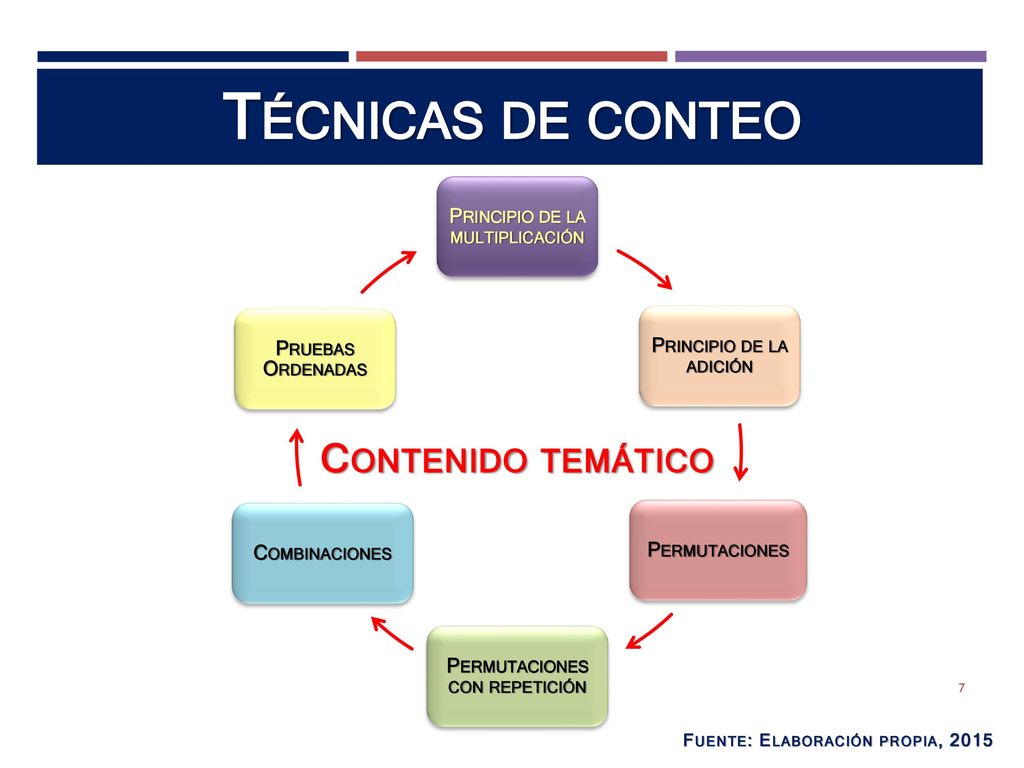 Técnicas de conteo
Principio de la
multiplicación
Principio de la
adición
Permutaciones
Permutaciones
con repetición
Combinaciones
Pruebas
Ordenadas
Contenido temático
7
Fuente: Elaboración propia, 2015